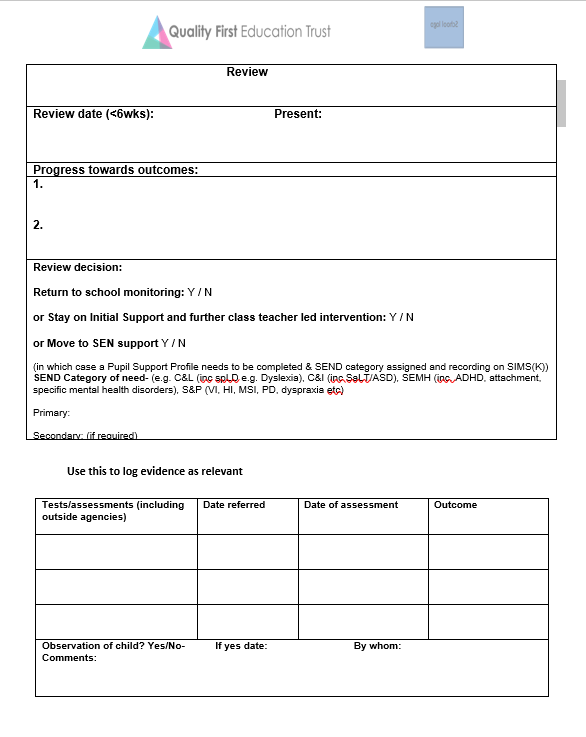 Quality First Education Trust
Review
Review date (<6wks): Present:
Progress towards outcomes:
1.
2.
Review decision:
Return to school monitoring: Y / N
or Stay on Initial Support and further class teacher led intervention: Y / N
or Move to SEN support Y / N
(in which case a Pupil Support Profile needs to be completed & SEND category assigned and recording on SIMS(K))
SEND Category of need- (e.g. C&L (inc spLD e.g. Dyslexia), C&I (inc SaLT/ASD), SEMH (inc ADHD, attachment,
specific mental health disorders), S&P (VI, HI, MSI, PD, dyspraxia etc)
Primary:
Secondary: (if required)
Use this to log evidence as relevant
Tests/assessments (including outside agencies) Date referred Date of assessment Outcome
Observation of child? Yes/No- If yes date: By whom:
Comments: